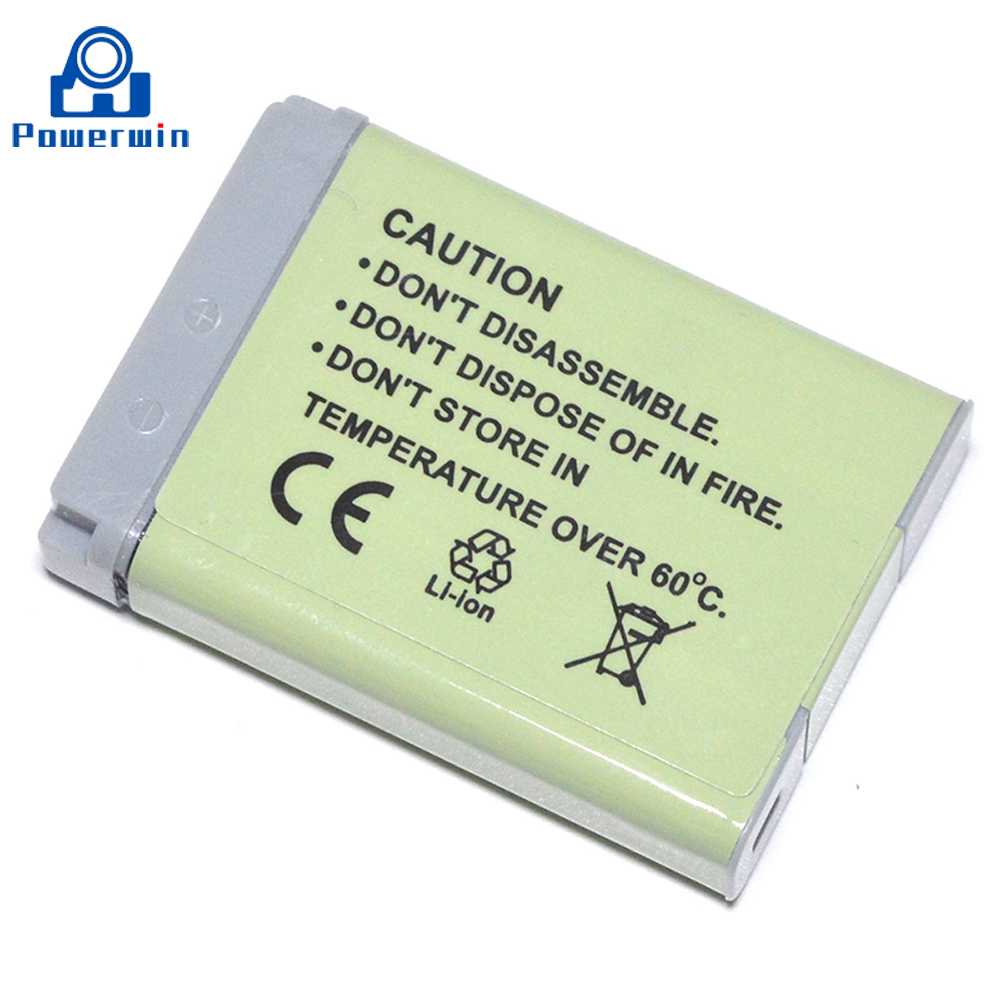 Powerwin
CAUTION
• DON'T DISASSEMBLE.
• DON'T DISPOSE OF IN FIRE.
• DON'T STORE IN
TEMPERATURE OVER 60°C.
CE
Li-ion
+
-